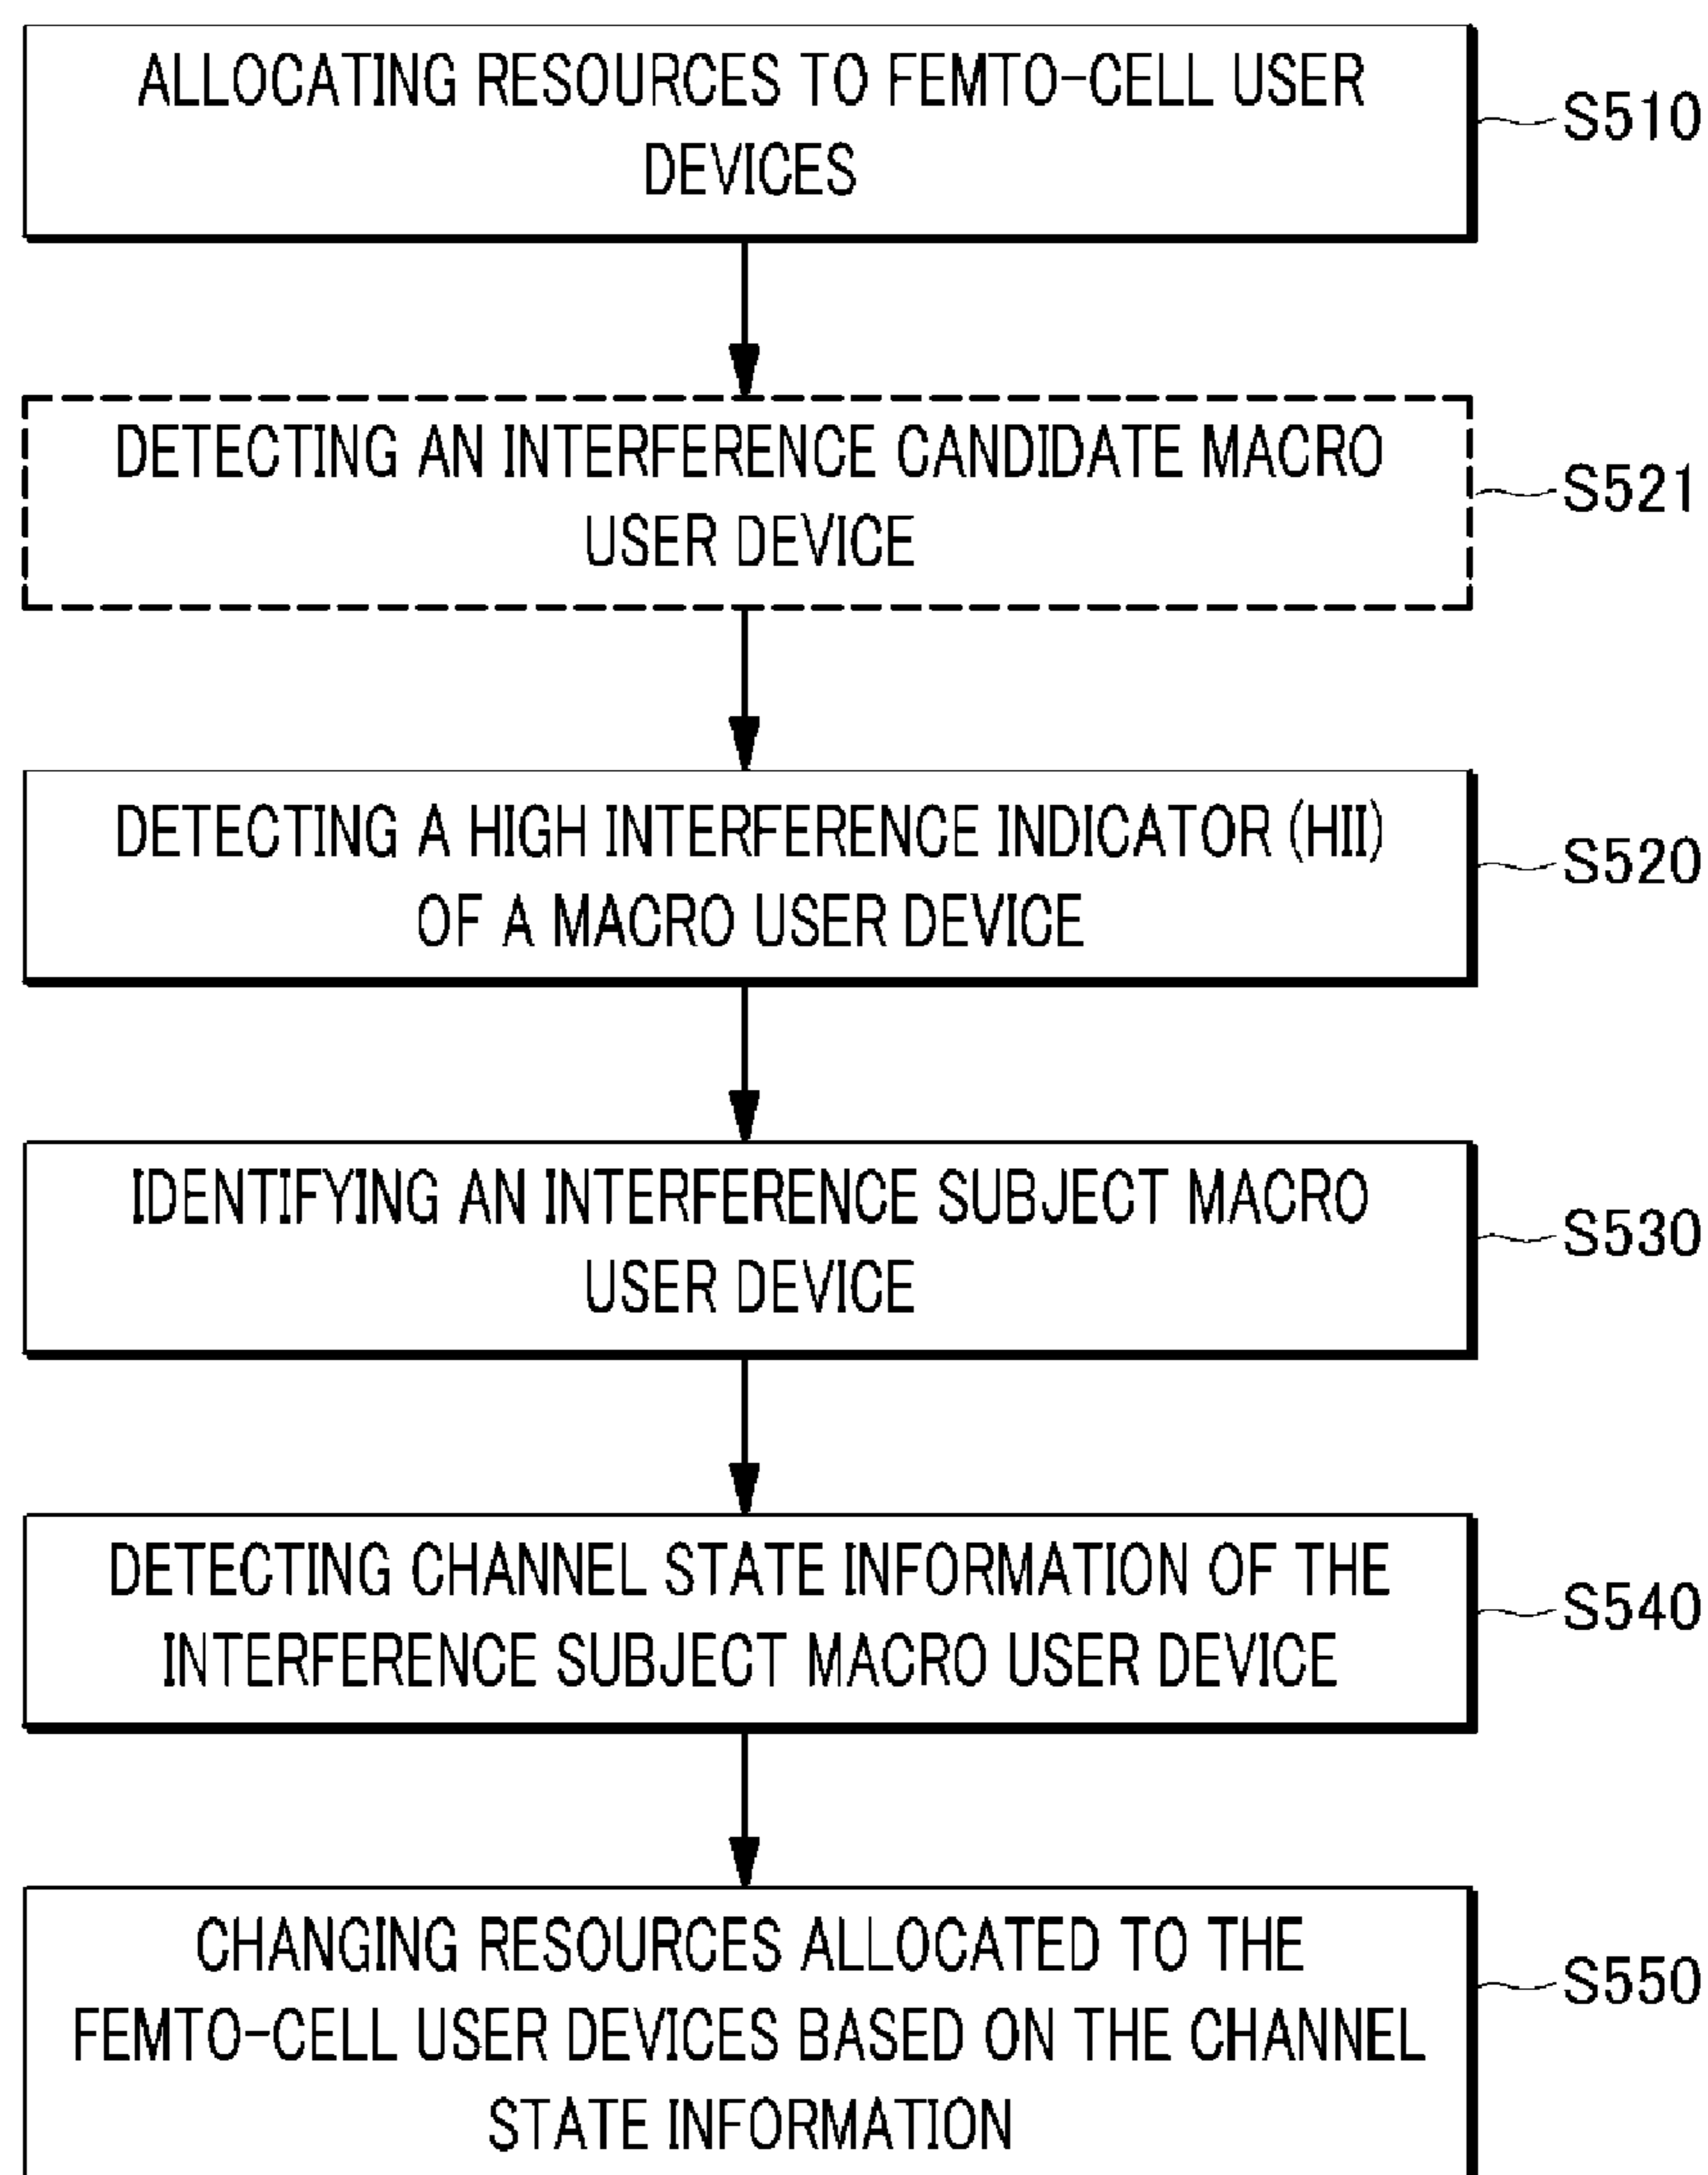 ALLOCATING RESOURCES TO FEMTO-CELL USER
DEVICES
S510
DETECTING AN INTERFERENCE CANDIDATE MACRO
USER DEVICE
S521
DETECTING A HIGH INTERFERENCE INDICATOR (HII)
OF A MACRO USER DEVICE
S520
IDENTIFYING AN INTERFERENCE SUBJECT MACRO
USER DEVICE
S530
DETECTING CHANNEL STATE INFORMATION OF THE
INTERFERENCE SUBJECT MACRO USER DEVICE
S540
CHANGING RESOURCES ALLOCATED TO THE
FEMTO-CELL USER DEVICES BASED ON THE CHANNEL
STATE INFORMATION
S550